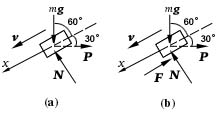 mg mg
60° 60°
v 30° v 30°
P P
x N x F N
(a) (b)